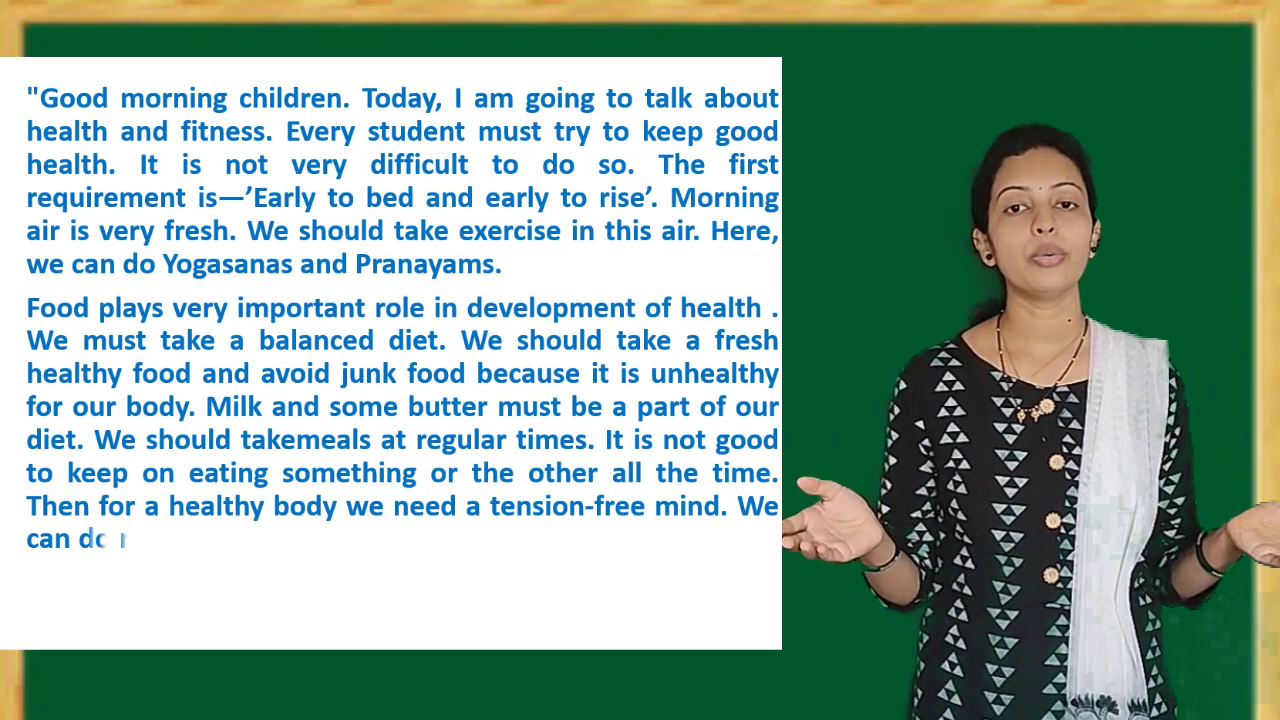 "Good morning children. Today, I am going to talk about
health and fitness. Every student must try to keep good
health. It is not very difficult to do so. The first
requirement is—’Early to bed and early to rise’. Morning
air is very fresh. We should take exercise in this air. Here,
we can do Yogasanas and Pranayams.
Food plays very important role in development of health .
We must take a balanced diet. We should take a fresh
healthy food and avoid junk food because it is unhealthy
for our body. Milk and some butter must be a part of our
diet. We should takemeals at regular times. It is not good
to keep on eating something or the other all the time.
Then for a healthy body we need a tension-free mind. We
can